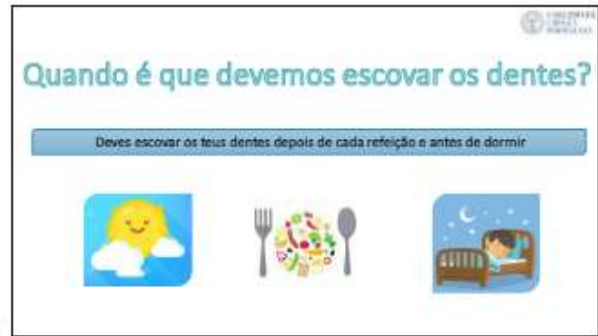 Quando é que devemos escovar os dentes?
Deves escovar os teus dentes depois de cada refeição e antes de dormir